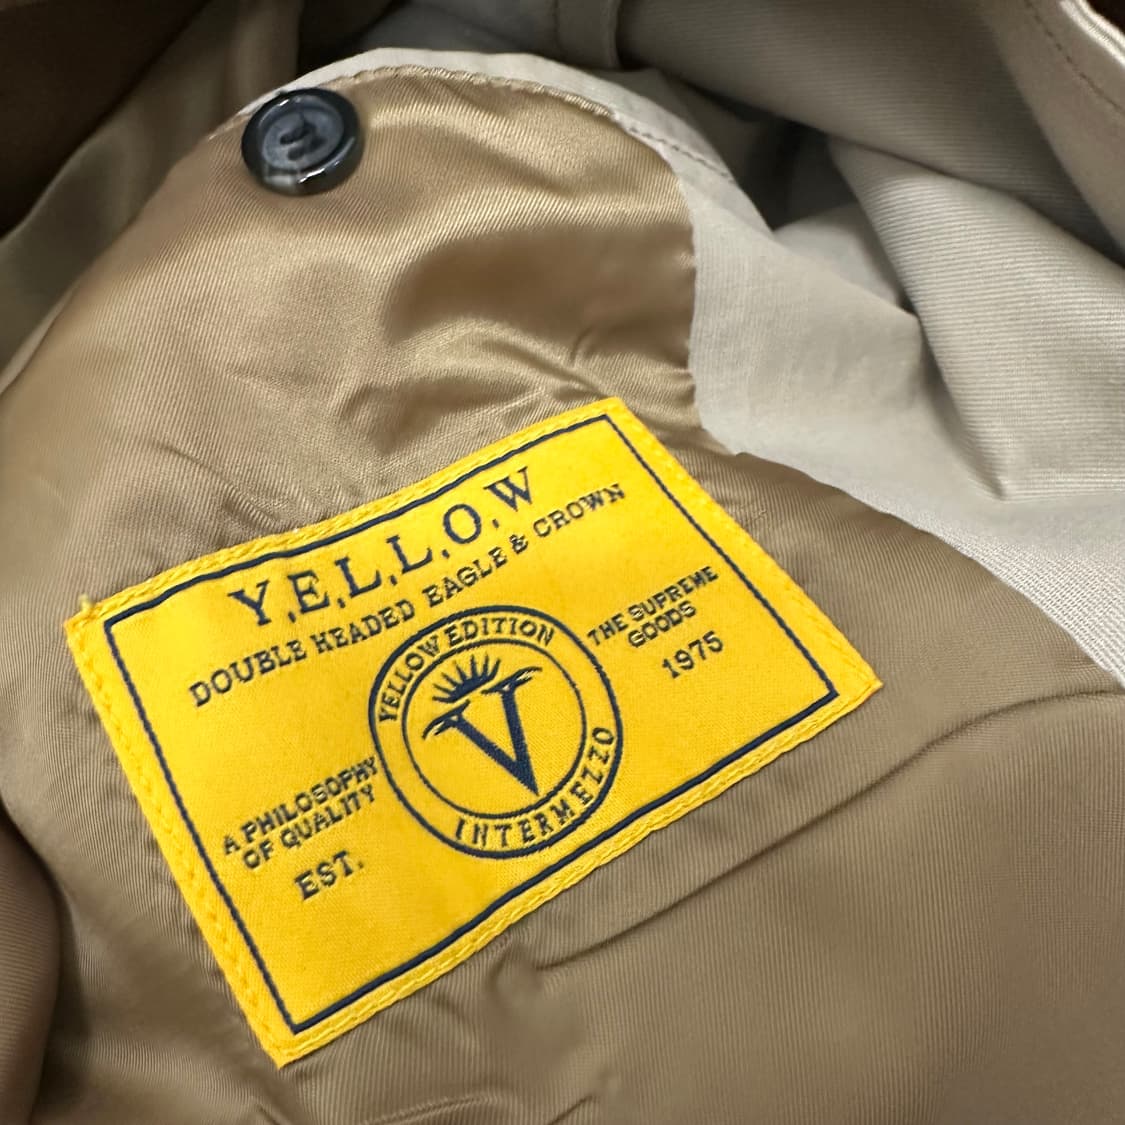 Y.E.L.L.O.W
DOUBLE HEADED EAGLE & CROWN
YELLOW EDITION
V
INTERMEZZO
THE SUPREME
GOODS
1975
A PHILOSOPHY
OF QUALITY
EST.